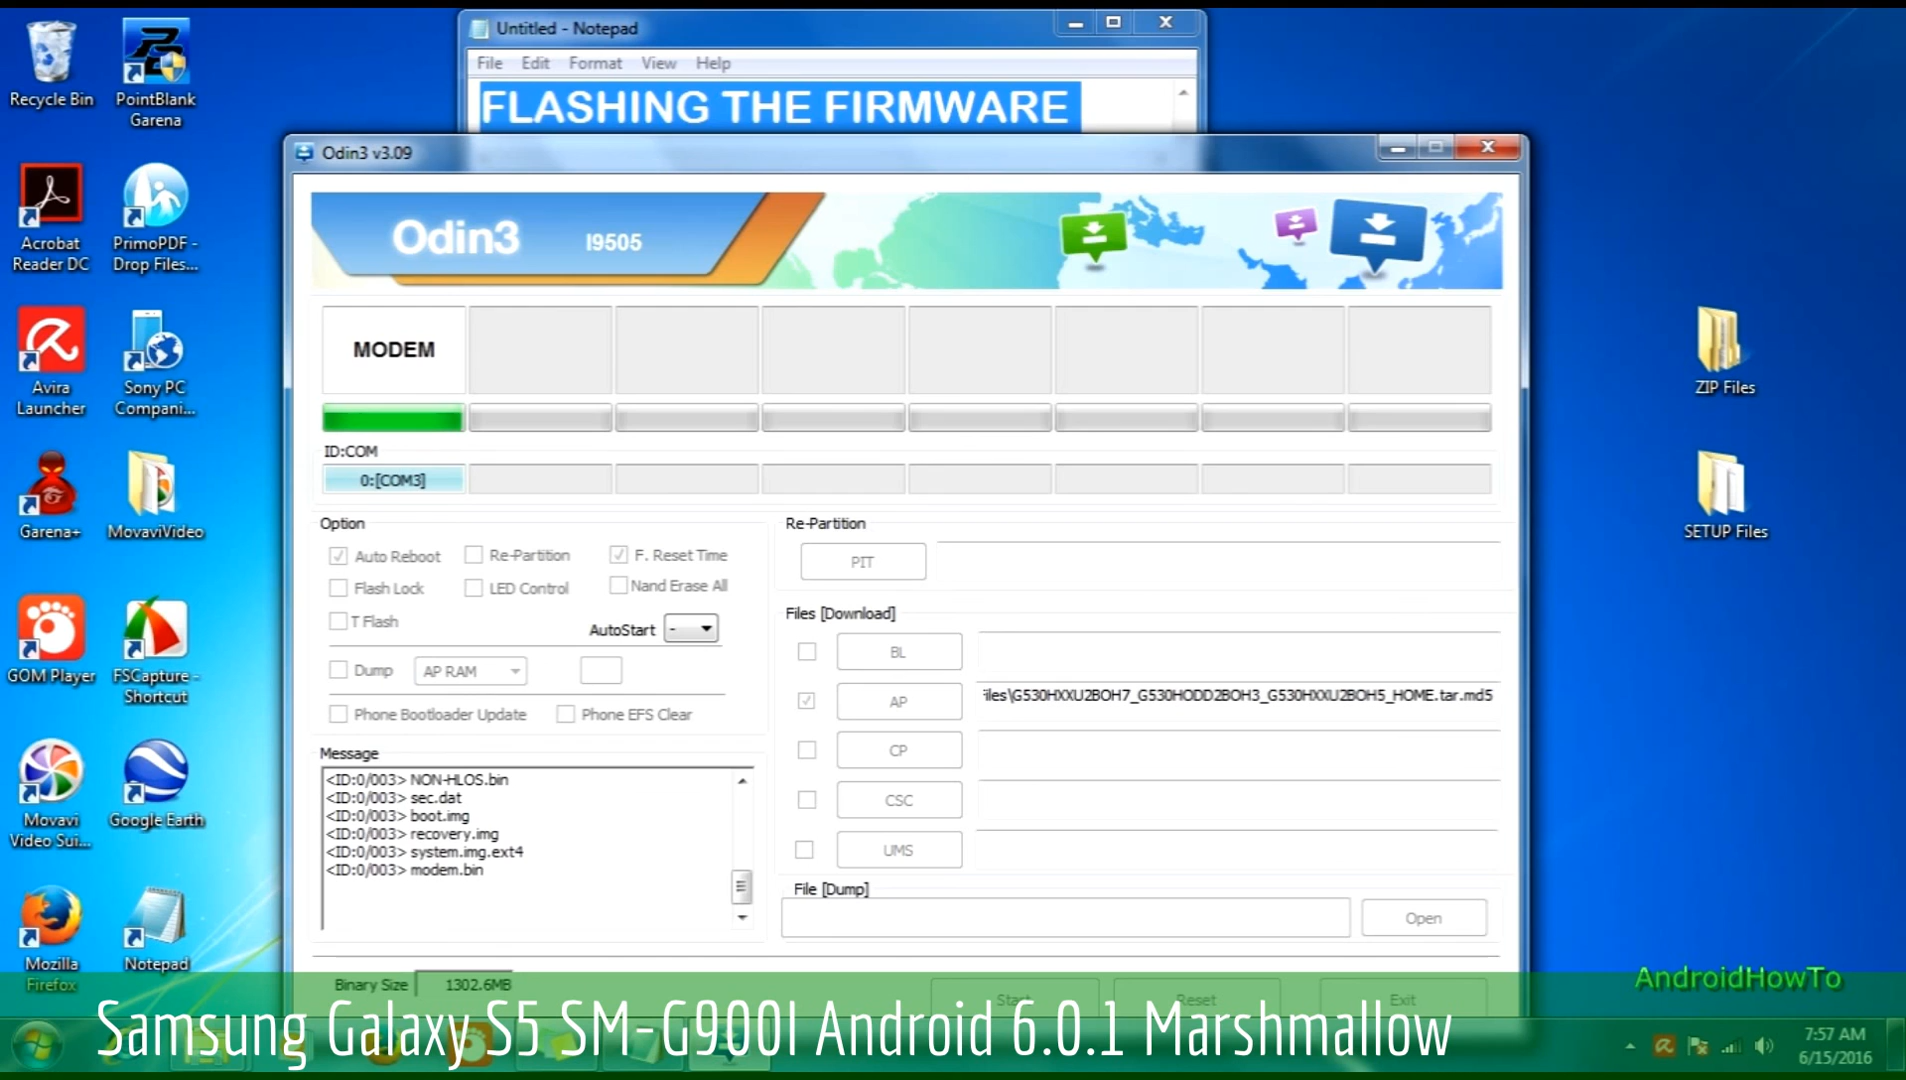 Untitled - Notepad
File Edit Format View Help
FLASHING THE FIRMWARE
Recycle Bin
PointBlank
Garena
Acrobat
Reader DC
PrimoPDF -
Drop Files...
Avira
Launcher
Sony PC
Compani...
Garena+
MovaviVideo
GOM Player
FSCapture -
Shortcut
Movavi
Video Sui...
Google Earth
Mozilla
Firefox
Notepad
Odin3 v3.09
Odin3 I9505
MODEM
ID:COM
0:[COM3]
Option
Auto Reboot Re-Partition F. Reset Time
Flash Lock LED Control Nand Erase All
T Flash
AutoStart -
Dump AP RAM
Phone Bootloader Update Phone EFS Clear
Message
<ID:0/003> NON-HLOS.bin
<ID:0/003> sec.dat
<ID:0/003> boot.img
<ID:0/003> recovery.img
<ID:0/003> system.img.ext4
<ID:0/003> modem.bin
Re-Partition
PIT
Files [Download]
BL
AP iles\G530HXXU2BOH7_G530HODD2BOH3_G530HXXU2BOH5_HOME.tar.md5
CP
CSC
UMS
File [Dump]
Open
Binary Size 1302.6MB
Start Reset Exit
ZIP Files
SETUP Files
AndroidHowTo
Samsung Galaxy S5 SM-G900I Android 6.0.1 Marshmallow
7:57 AM
6/15/2016